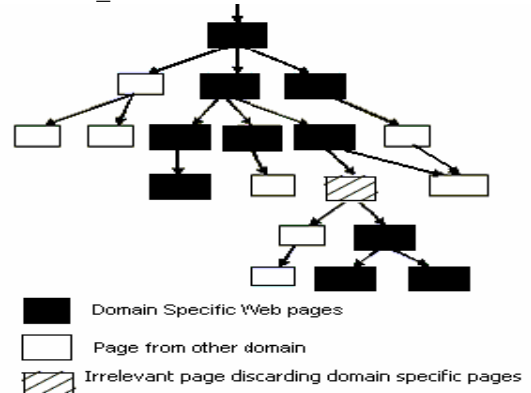 Domain Specific Web pages
Page from other domain
Irrelevant page discarding domain specific pages